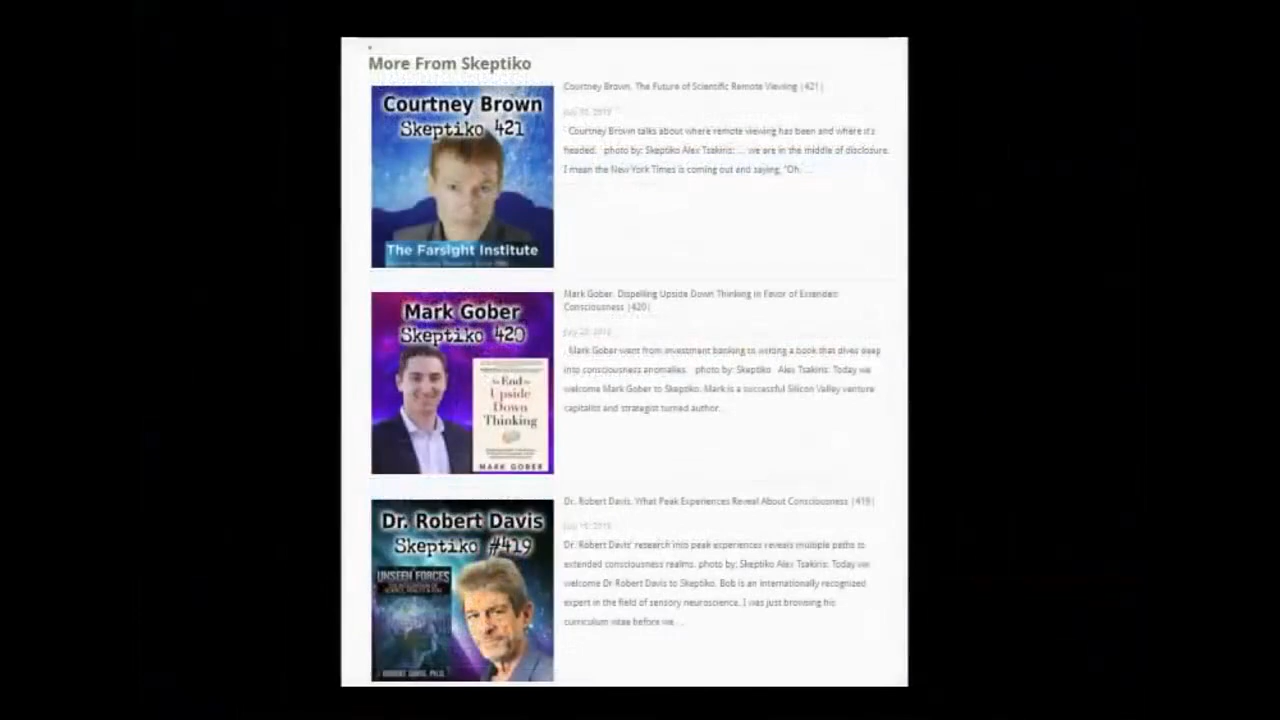 More From Skeptiko
Courtney Brown
Skeptiko 421
The Farsight Institute
Courtney Brown, The Future of Scientific Remote Viewing |421|
Courtney Brown talks about where remote viewing has been and where it's
headed. photo by: Skeptiko Alex Tsakiris: ... we are in the middle of disclosure.
I mean the New York Times is coming out and saying, "Oh, ...
Mark Gober
Skeptiko 420
An End to
Upside
Down
Thinking
MARK GOBER
Mark Gober, Dispelling Upside Down Thinking in Favor of Extended
Consciousness |420|
Mark Gober went from investment banking to writing a book that dives deep
into consciousness anomalies. photo by: Skeptiko Alex Tsakiris: Today we
welcome Mark Gober to Skeptiko. Mark is a successful Silicon Valley venture
capitalist and strategist turned author.
Dr. Robert Davis
Skeptiko #419
UNSEEN FORCES
Dr. Robert Davis, What Peak Experiences Reveal About Consciousness |419|
Dr. Robert Davis' research into peak experiences reveals multiple paths to
extended consciousness realms. photo by: Skeptiko Alex Tsakiris: Today we
welcome Dr Robert Davis to Skeptiko. Bob is an internationally recognized
expert in the field of sensory neuroscience. I was just browsing his
curriculum vitae before we ...